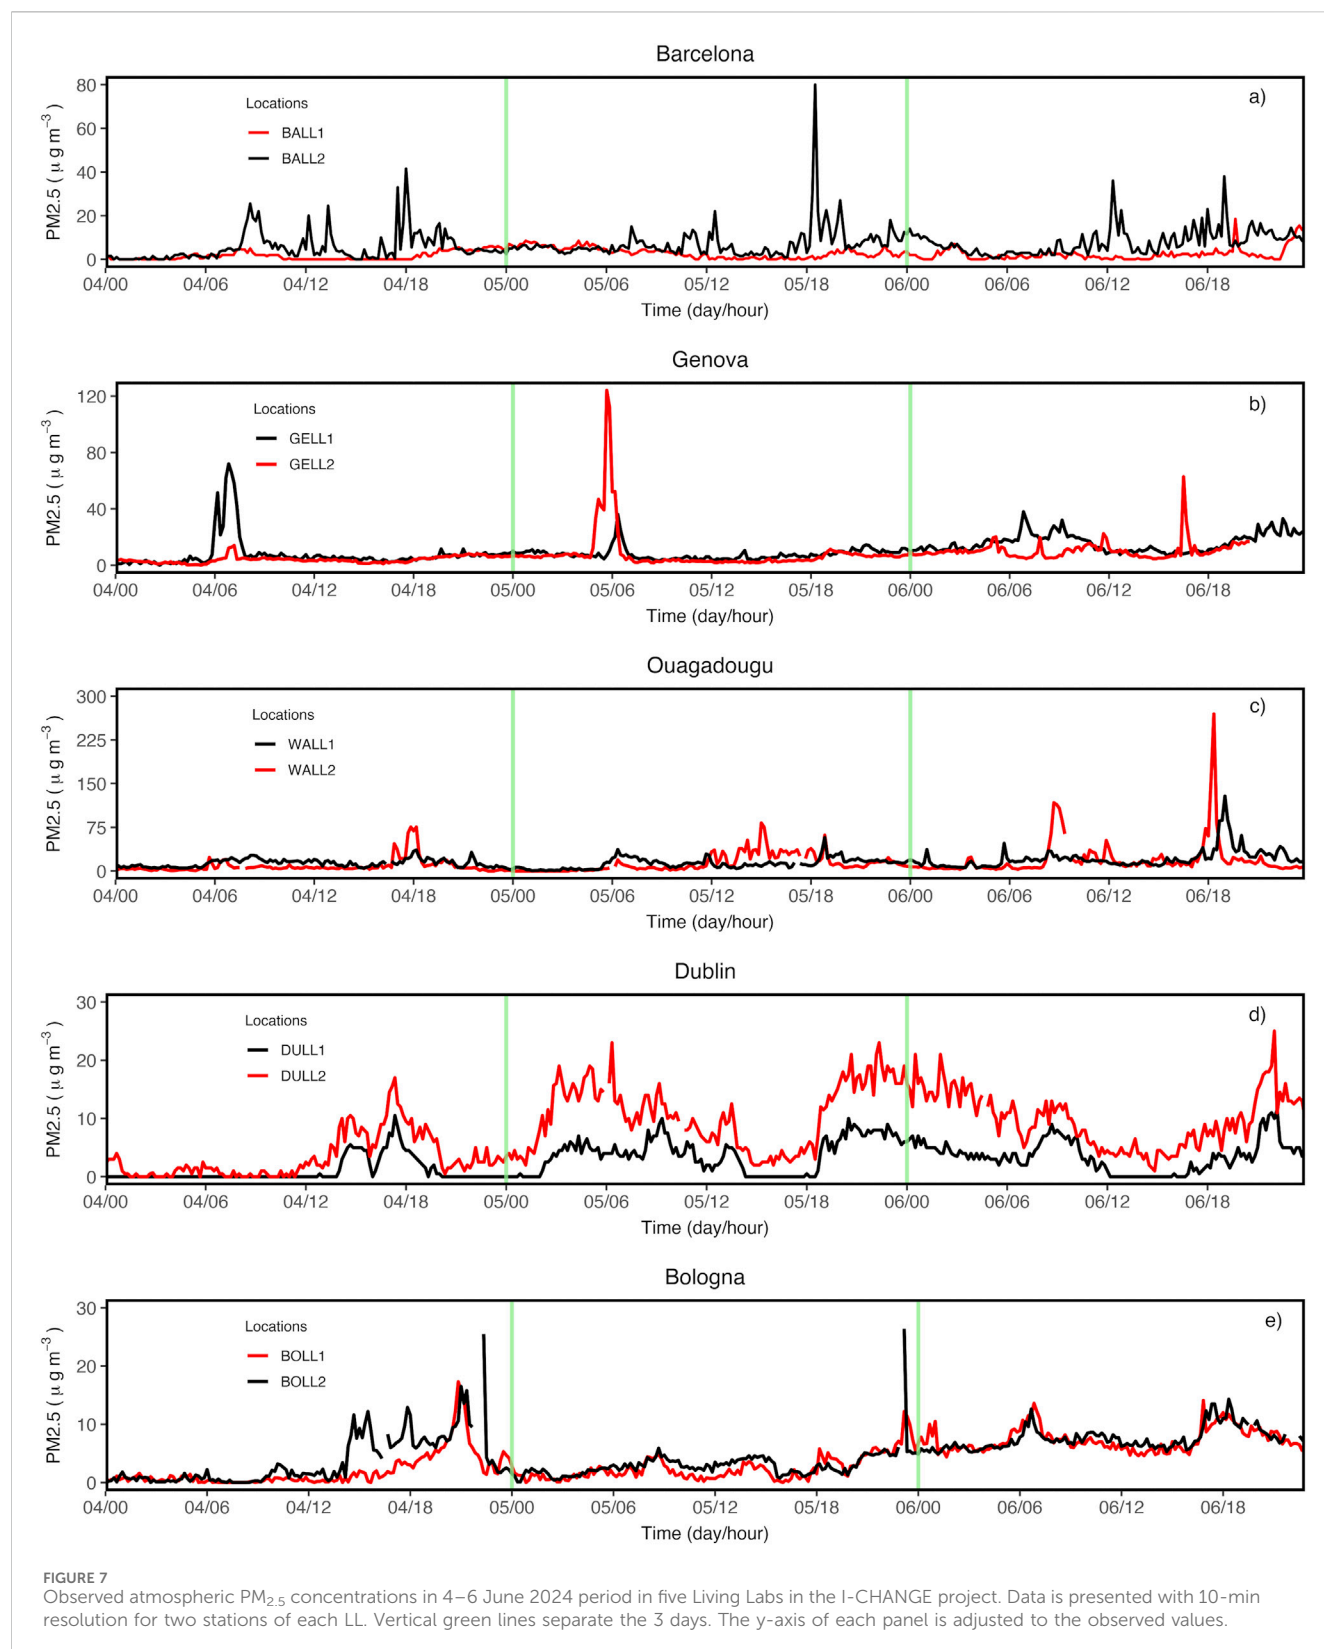 Barcelona
a)
PM2.5 ( μ g m⁻³ )
80
60
40
20
0
Locations
BALL1
BALL2
04/00 04/06 04/12 04/18 05/00 05/06 05/12 05/18 06/00 06/06 06/12 06/18
Time (day/hour)
Genova
b)
PM2.5 ( μ g m⁻³ )
120
80
40
0
Locations
GELL1
GELL2
04/00 04/06 04/12 04/18 05/00 05/06 05/12 05/18 06/00 06/06 06/12 06/18
Time (day/hour)
Ouagadougu
c)
PM2.5 ( μ g m⁻³ )
300
225
150
75
0
Locations
WALL1
WALL2
04/00 04/06 04/12 04/18 05/00 05/06 05/12 05/18 06/00 06/06 06/12 06/18
Time (day/hour)
Dublin
d)
PM2.5 ( μ g m⁻³ )
30
20
10
0
Locations
DULL1
DULL2
04/00 04/06 04/12 04/18 05/00 05/06 05/12 05/18 06/00 06/06 06/12 06/18
Time (day/hour)
Bologna
e)
PM2.5 ( μ g m⁻³ )
30
20
10
0
Locations
BOLL1
BOLL2
04/00 04/06 04/12 04/18 05/00 05/06 05/12 05/18 06/00 06/06 06/12 06/18
Time (day/hour)
FIGURE 7
Observed atmospheric PM₂.₅ concentrations in 4–6 June 2024 period in five Living Labs in the I-CHANGE project. Data is presented with 10-min
resolution for two stations of each LL. Vertical green lines separate the 3 days. The y-axis of each panel is adjusted to the observed values.